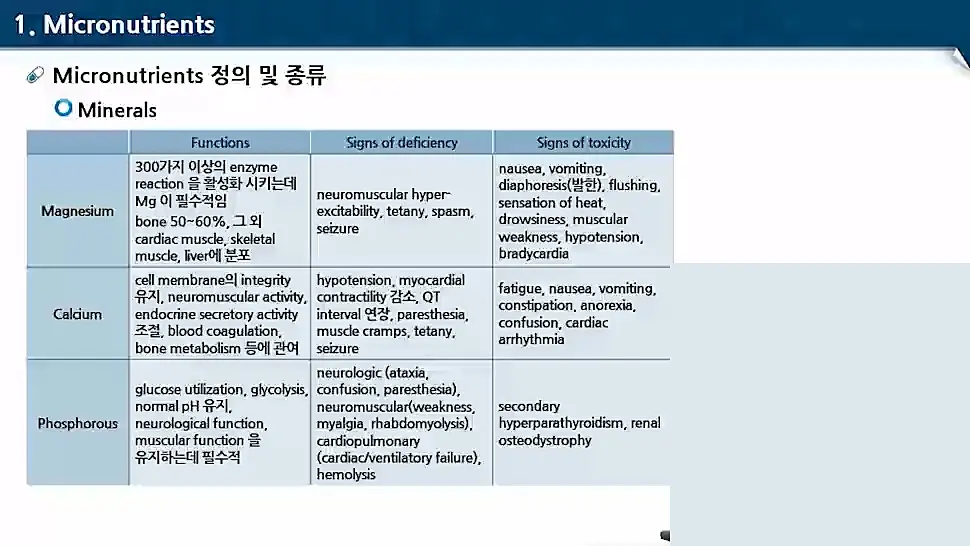 1. Micronutrients
Micronutrients 정의 및 종류
Minerals
Functions
Signs of deficiency
Signs of toxicity
Magnesium
300가지 이상의 enzyme
reaction 을 활성화 시키는데
Mg 이 필수적임
bone 50~60%, 그 외
cardiac muscle, skeletal
muscle, liver에 분포
neuromuscular hyper-
excitability, tetany, spasm,
seizure
nausea, vomiting,
diaphoresis(발한), flushing,
sensation of heat,
drowsiness, muscular
weakness, hypotension,
bradycardia
Calcium
cell membrane의 integrity
유지, neuromuscular activity,
endocrine secretory activity
조절, blood coagulation,
bone metabolism 등에 관여
hypotension, myocardial
contractility 감소, QT
interval 연장, paresthesia,
muscle cramps, tetany,
seizure
fatigue, nausea, vomiting,
constipation, anorexia,
confusion, cardiac
arrhythmia
Phosphorous
glucose utilization, glycolysis,
normal pH 유지,
neurological function,
muscular function 을
유지하는데 필수적
neurologic (ataxia,
confusion, paresthesia),
neuromuscular(weakness,
myalgia, rhabdomyolysis),
cardiopulmonary
(cardiac/ventilatory failure),
hemolysis
secondary
hyperparathyroidism, renal
osteodystrophy